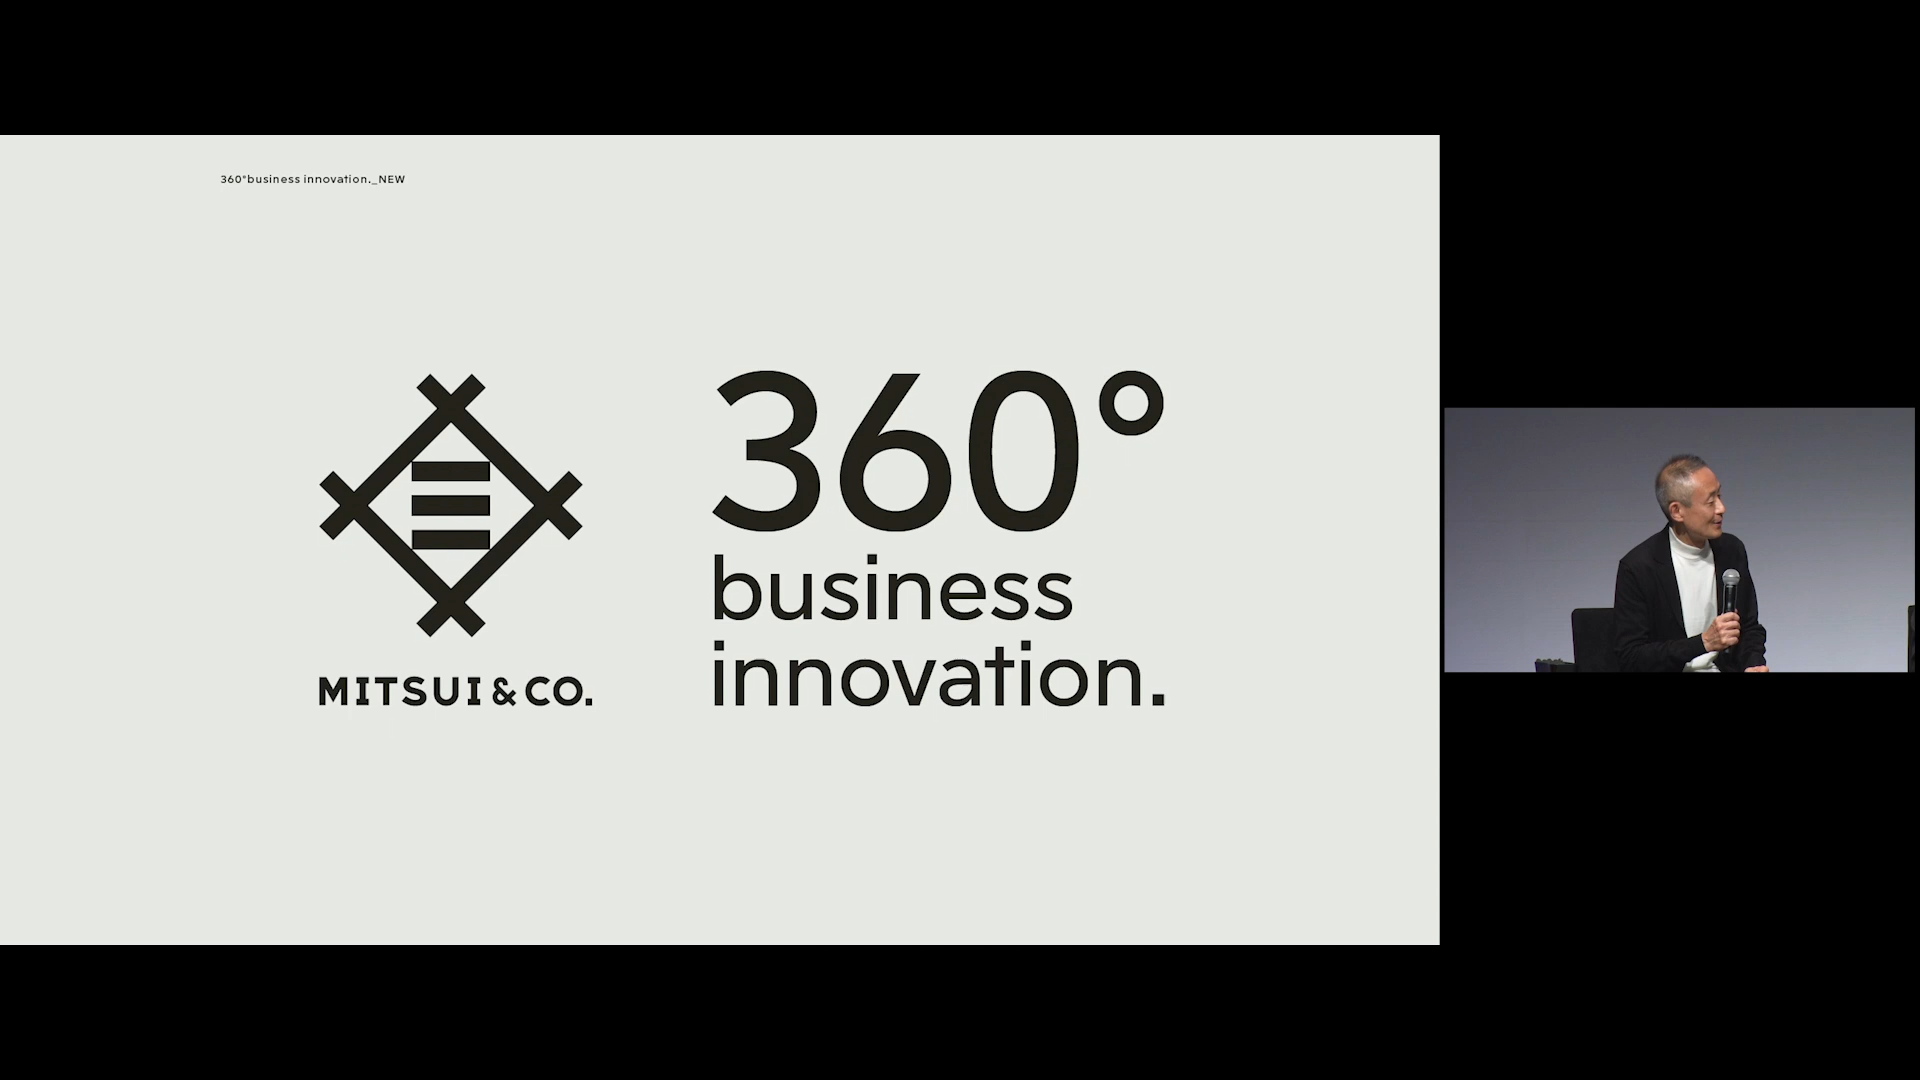 360°business innovation._NEW
360°
business
innovation.
MITSUI & CO.